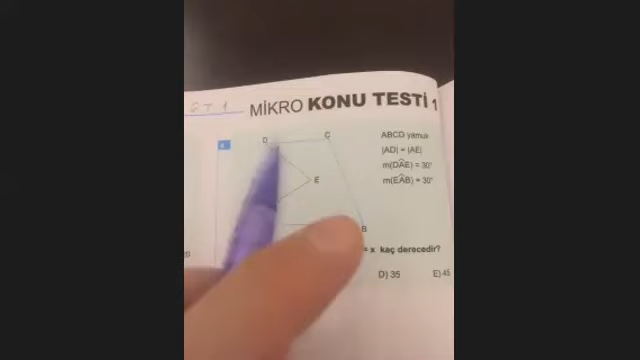 MİKRO KONU TESTİ 1
D
C
ABCD yamuk
|AD| = |AE|
E
m(DÂE) = 30°
m(EÂB) = 30°
B
= x kaç derecedir?
D) 35 E) 45